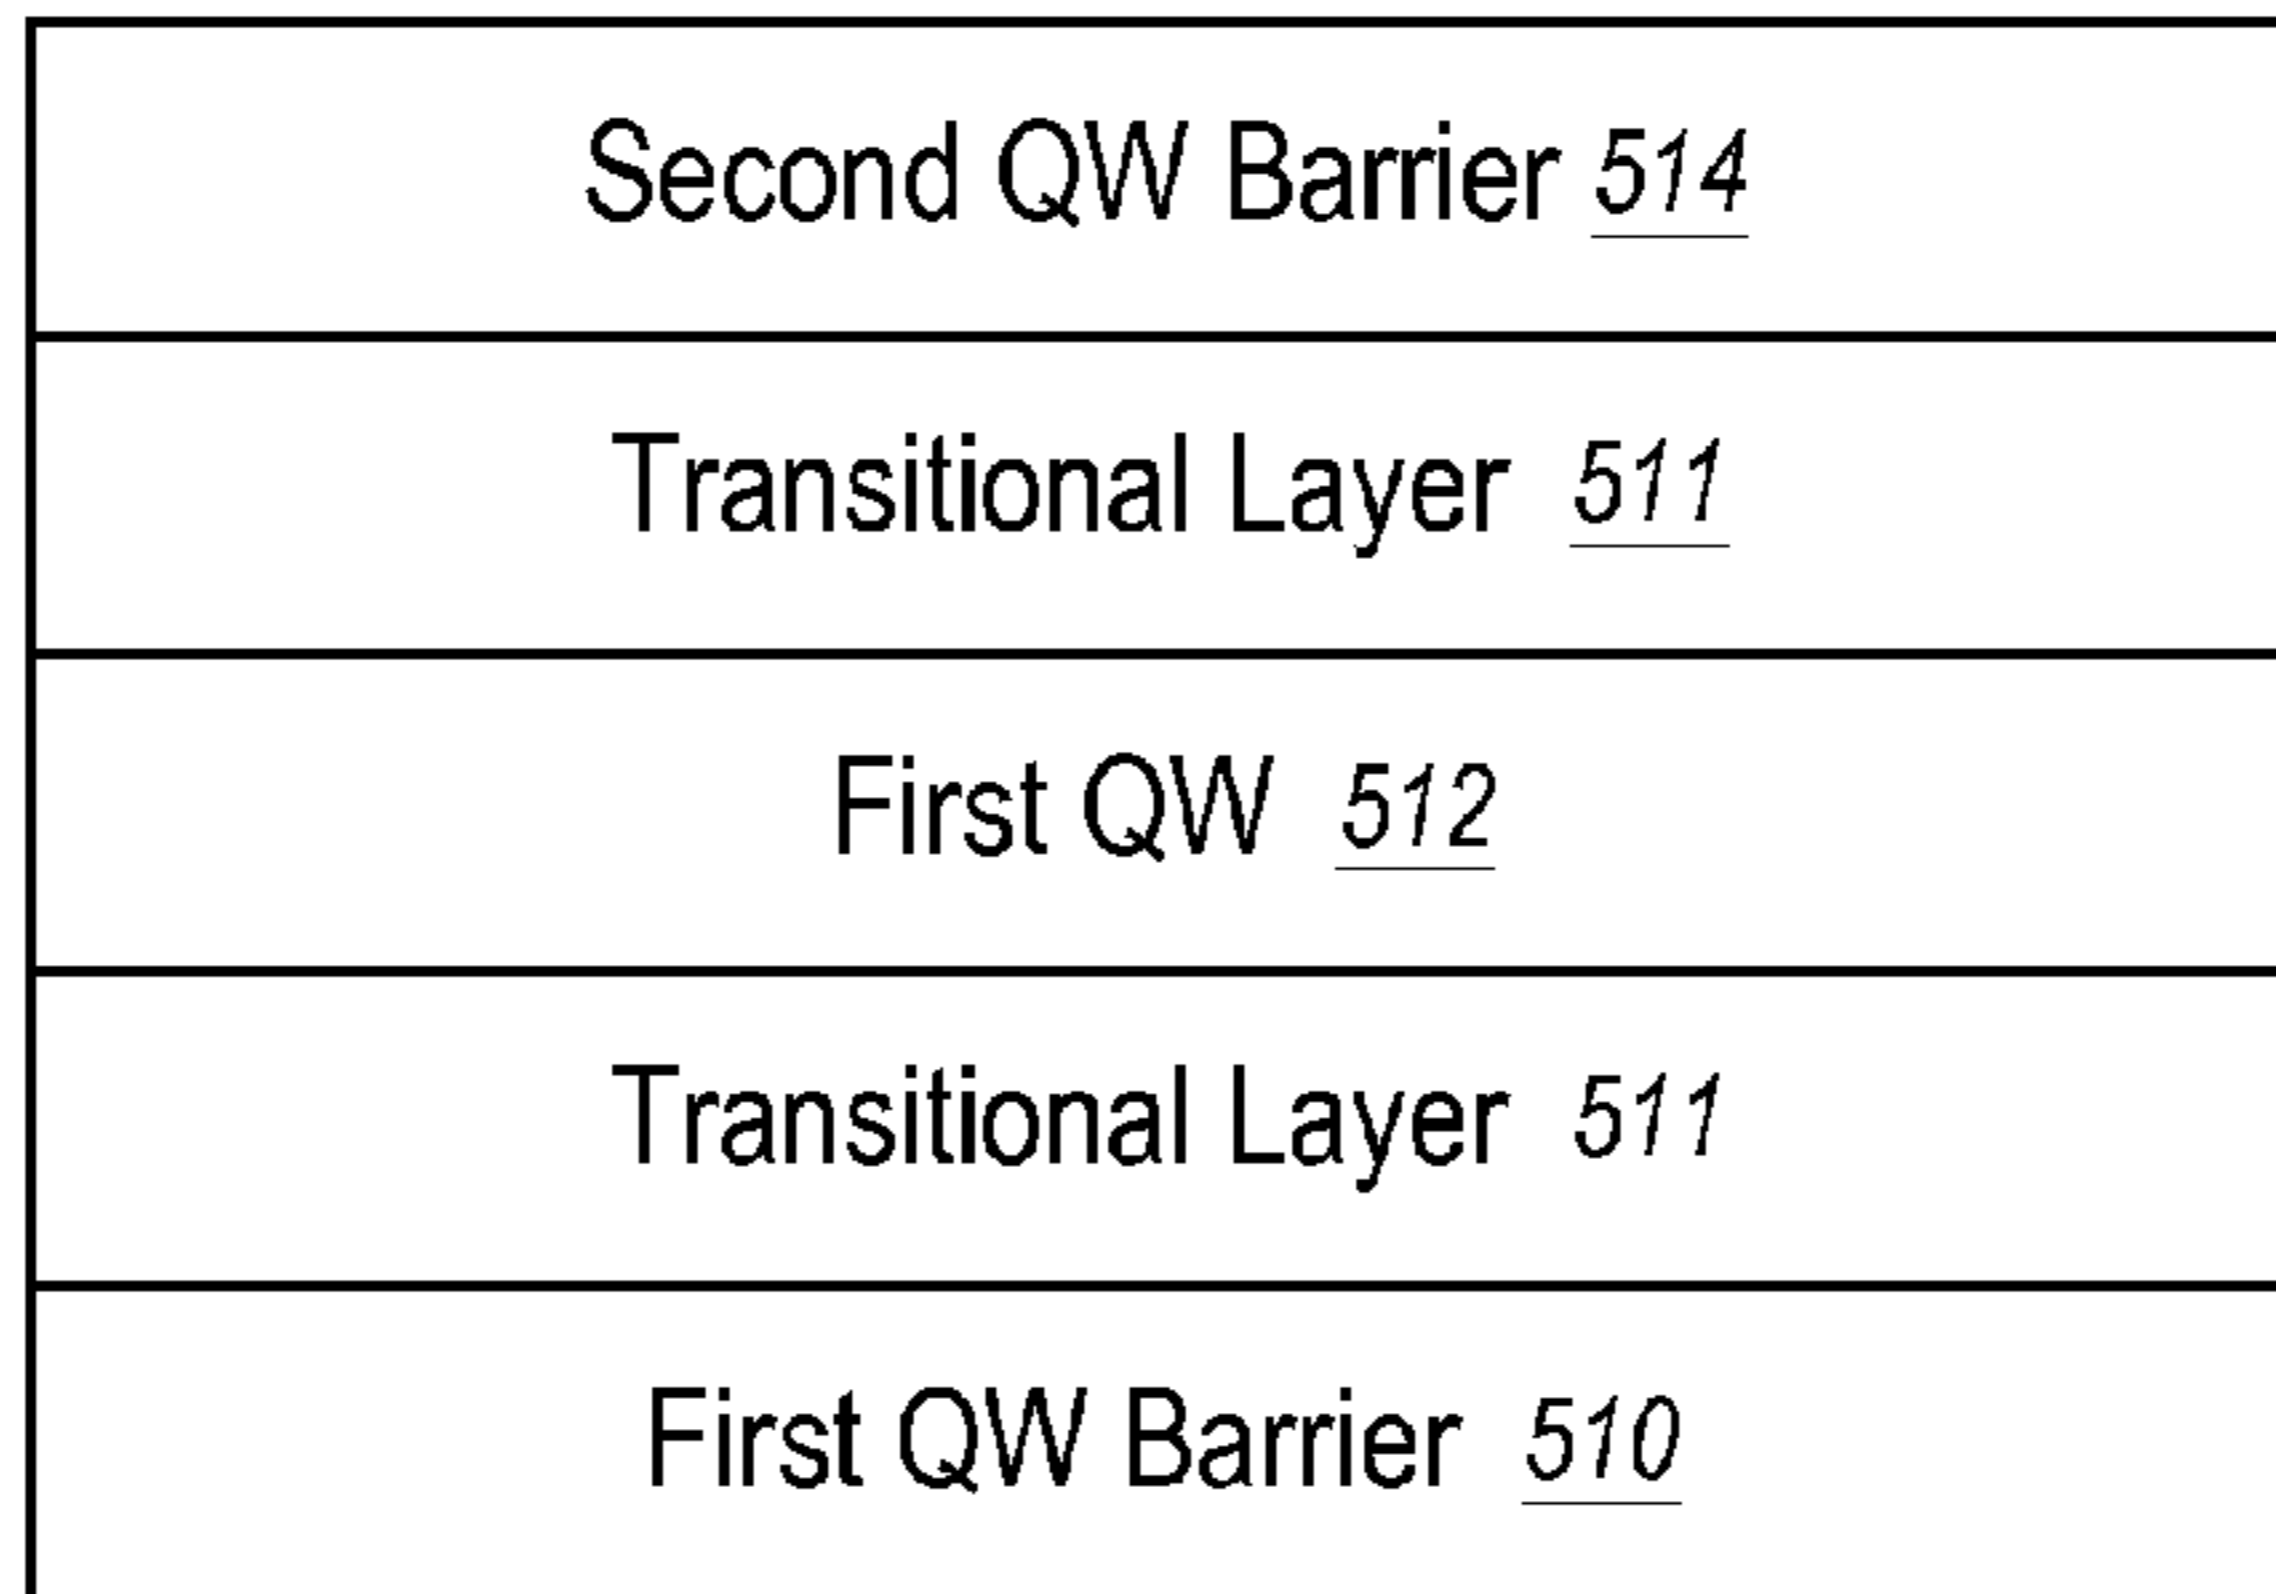 Second QW Barrier 514
Transitional Layer 511
First QW 512
Transitional Layer 511
First QW Barrier 510